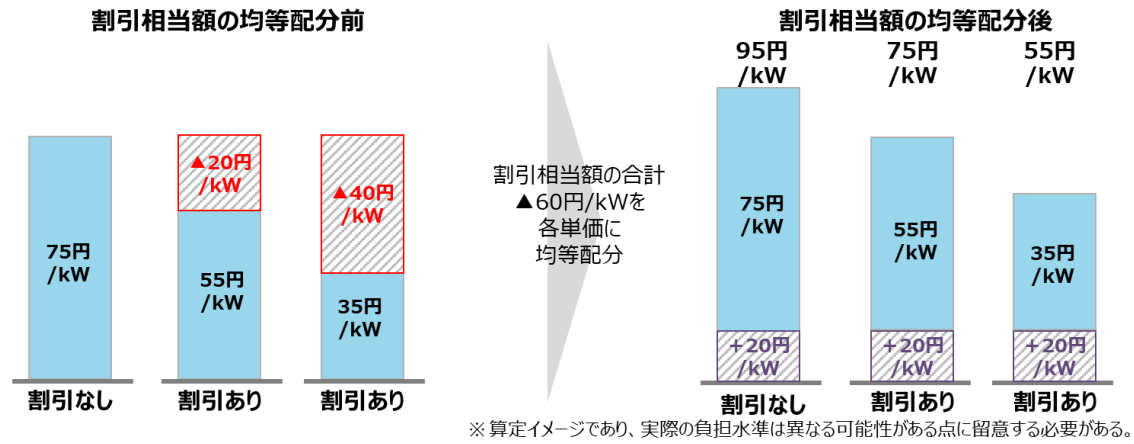 割引相当額の均等配分前
75円
/kW
▲20円
/kW
55円
/kW
▲40円
/kW
35円
/kW
割引なし
割引あり
割引あり
割引相当額の合計
▲60円/kWを
各単価に
均等配分
割引相当額の均等配分後
95円
/kW
75円
/kW
55円
/kW
75円
/kW
55円
/kW
35円
/kW
+20円
/kW
+20円
/kW
+20円
/kW
割引なし
割引あり
割引あり
※ 算定イメージであり、実際の負担水準は異なる可能性がある点に留意する必要がある。